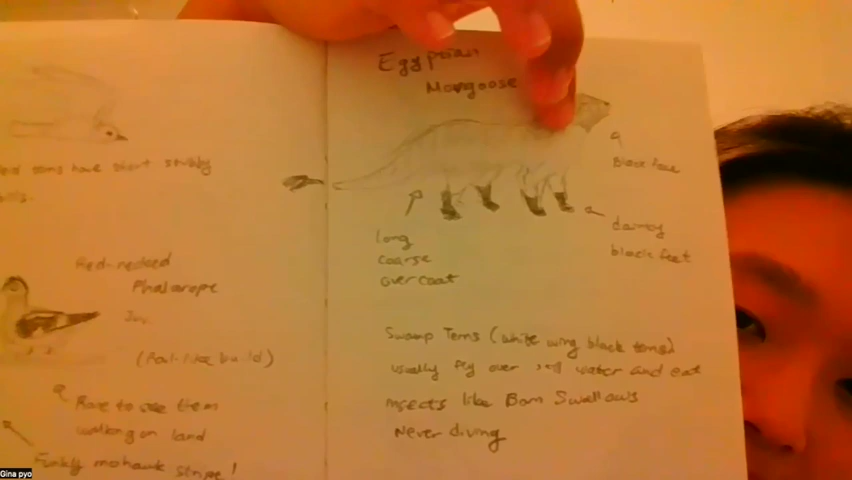 short stubby
bills.
Red-necked
Phalarope
Juv.
(Rail-like build)
Rare to see them
walking on land
Funky mohawk stripe!
Egyptian
Mongoose
Black face
dainty
black feet
long
coarse
over coat
Swamp Terns (white wing black terns)
usually fly over water and eat
insects like Barn Swallows
Never diving
Gina pyo